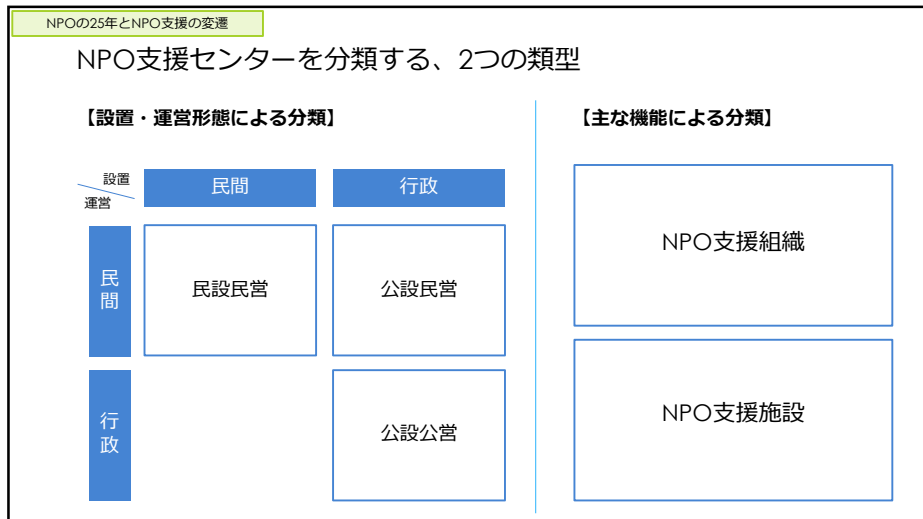 NPOの25年とNPO支援の変遷
NPO支援センターを分類する、2つの類型
【設置・運営形態による分類】
設置
運営
民間
行政
民間
民設民営
公設民営
行政
公設公営
【主な機能による分類】
NPO支援組織
NPO支援施設